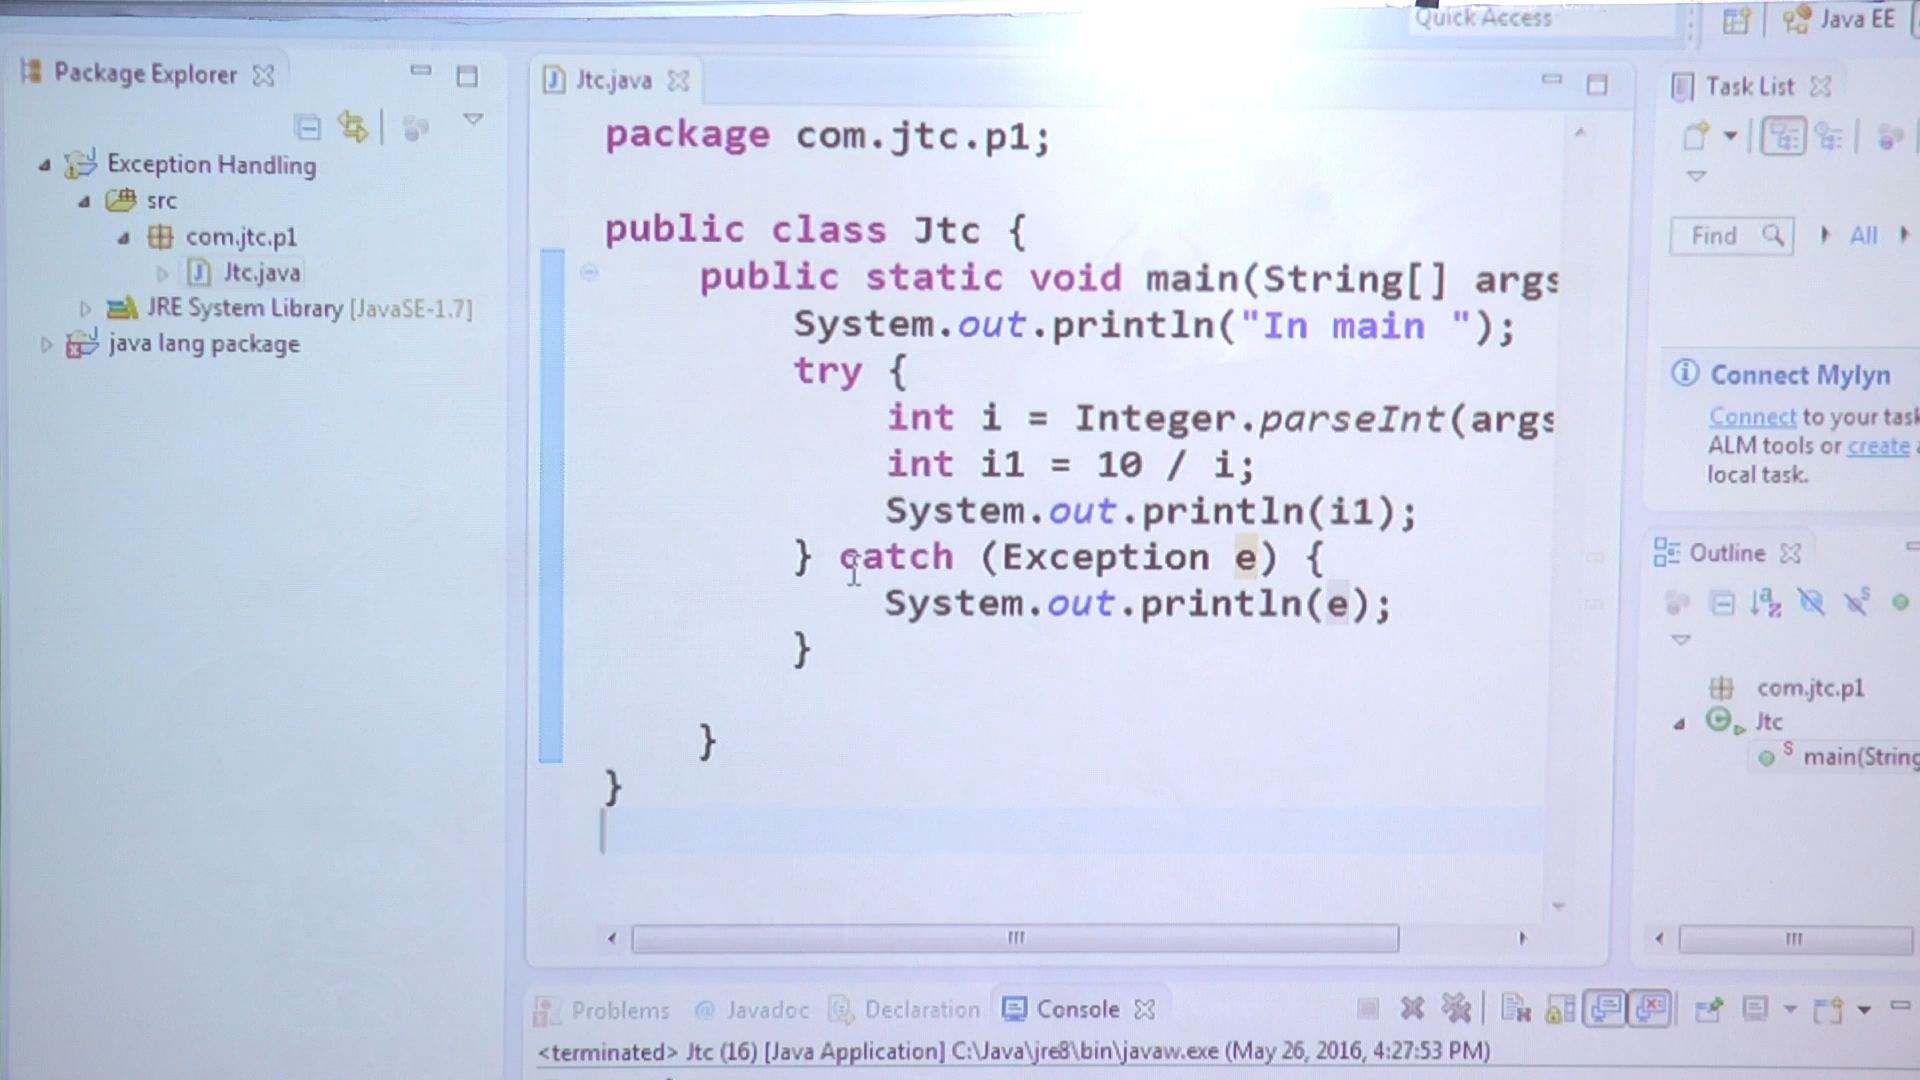 Quick Access
Java EE
Package Explorer
Exception Handling
src
com.jtc.p1
Jtc.java
JRE System Library [JavaSE-1.7]
java lang package
Jtc.java
package com.jtc.p1;
public class Jtc {
public static void main(String[] args
System.out.println("In main ");
try {
int i = Integer.parseInt(args
int i1 = 10 / i;
System.out.println(i1);
} catch (Exception e) {
System.out.println(e);
}
}
}
Task List
Find
All
Connect Mylyn
Connect to your task
ALM tools or create a
local task.
Outline
com.jtc.p1
Jtc
main(String
Problems
Javadoc
Declaration
Console
<terminated> Jtc (16) [Java Application] C:\Java\jre8\bin\javaw.exe (May 26, 2016, 4:27:53 PM)